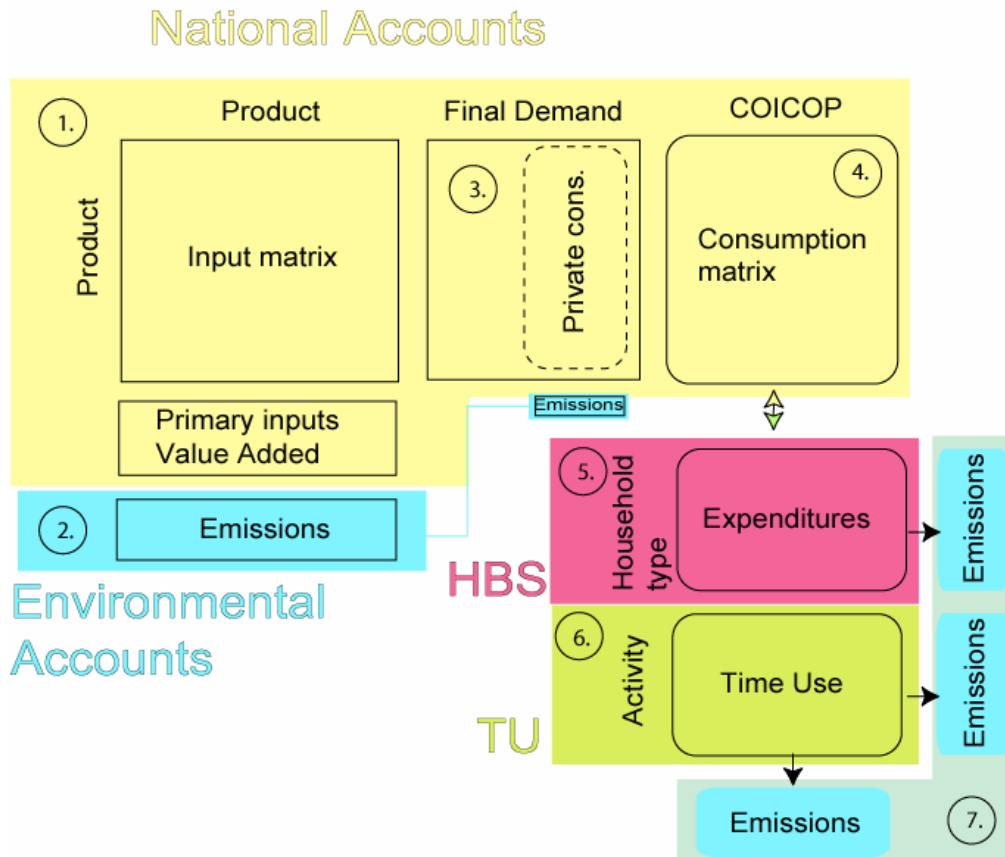 National Accounts
1.
Product
Final Demand
COICOP
Product
Input matrix
3.
Private cons.
4.
Consumption
matrix
Primary inputs
Value Added
Emissions
2.
Emissions
Environmental
Accounts
HBS
5.
Household
type
Expenditures
Emissions
TU
6.
Activity
Time Use
Emissions
Emissions
7.